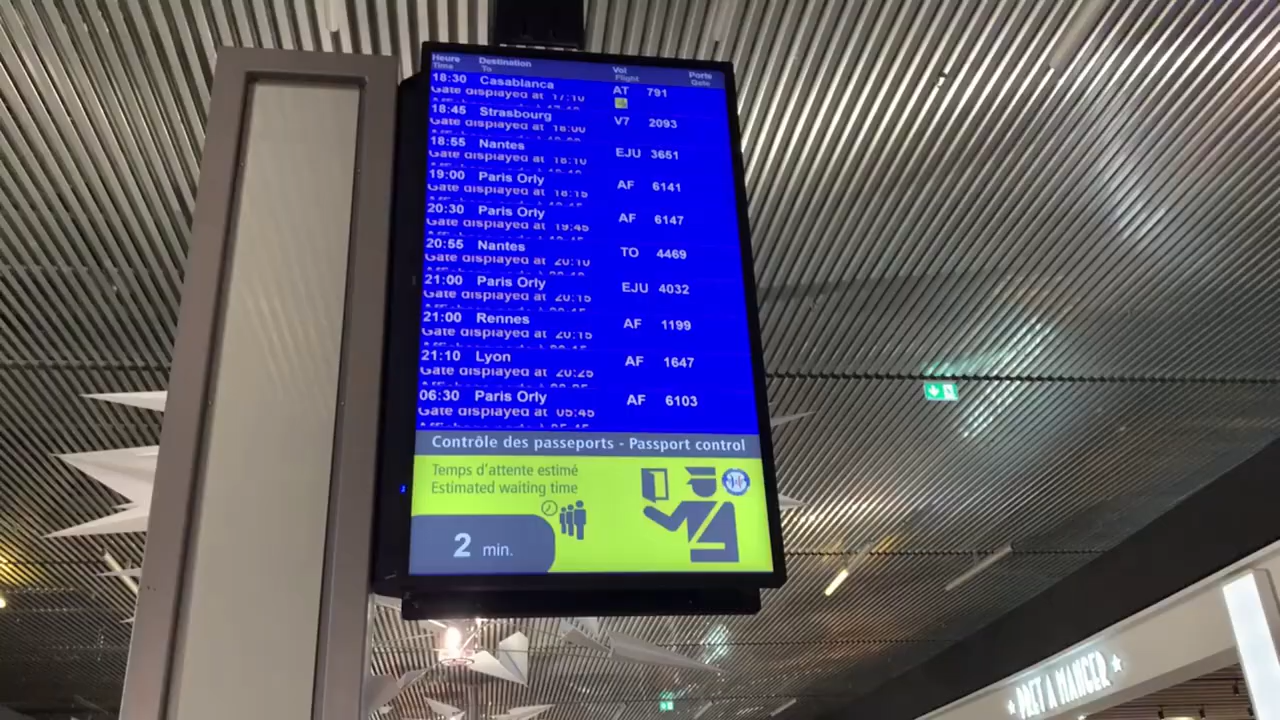 Heure Destination Vol Porte
Time To Flight Gate
18:30 Casablanca AT 791
Gate displayed at 17:10
18:45 Strasbourg V7 2093
Gate displayed at 18:00
18:55 Nantes EJU 3651
Gate displayed at 18:10
19:00 Paris Orly AF 6141
Gate displayed at 18:15
20:30 Paris Orly AF 6147
Gate displayed at 19:45
20:55 Nantes TO 4469
Gate displayed at 20:10
21:00 Paris Orly EJU 4032
Gate displayed at 20:15
21:00 Rennes AF 1199
Gate displayed at 20:15
21:10 Lyon AF 1647
Gate displayed at 20:25
06:30 Paris Orly AF 6103
Gate displayed at 05:45
Contrôle des passeports - Passport control
Temps d'attente estimé
Estimated waiting time
2 min.
PRET A MANGER